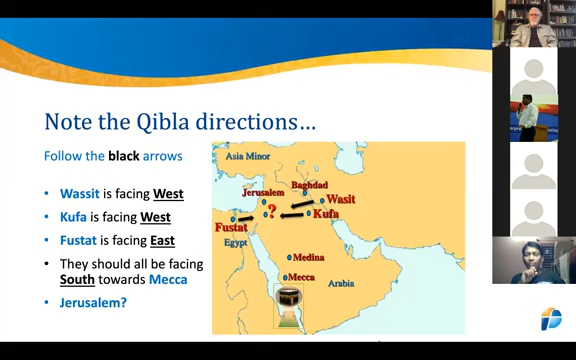 Note the Qibla directions…
Follow the black arrows
• Wassit is facing West
• Kufa is facing West
• Fustat is facing East
• They should all be facing
South towards Mecca
• Jerusalem?
Asia Minor
Baghdad
Jerusalem
Wasit
?
Kufa
Fustat
Egypt
Medina
Mecca
Arabia